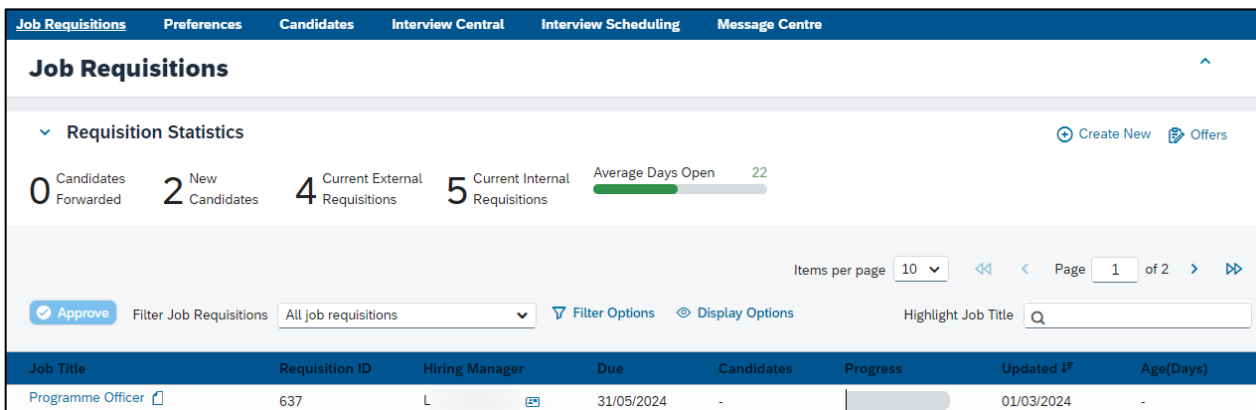 Job Requisitions Preferences Candidates Interview Central Interview Scheduling Message Centre
Job Requisitions
Requisition Statistics
Create New Offers
0 Candidates Forwarded
2 New Candidates
4 Current External Requisitions
5 Current Internal Requisitions
Average Days Open 22
Items per page 10 Page 1 of 2
Approve Filter Job Requisitions All job requisitions Filter Options Display Options Highlight Job Title
Job Title Requisition ID Hiring Manager Due Candidates Progress Updated Age(Days)
Programme Officer 637 L 31/05/2024 - 01/03/2024 -